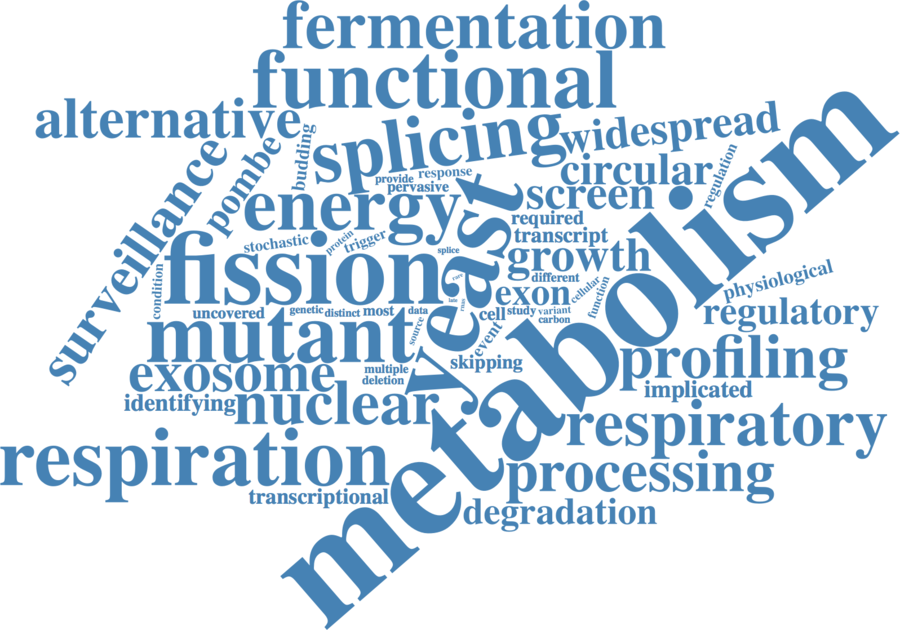 fermentation
functional
alternative
splicing
widespread
budding
pombe
surveillance
provide
response
pervasive
circular
regulation
energy
screen
yeast
required
stochastic
protein
trigger
transcript
splice
growth
fission
different
physiological
condition
exon
cellular
function
metabolism
uncovered
genetic
distinct
most
data
late
cell
study
variant
carbon
regulatory
mutant
source
event
skipping
profiling
exosome
multiple
deletion
implicated
identifying
nuclear
respiratory
respiration
processing
transcriptional
degradation